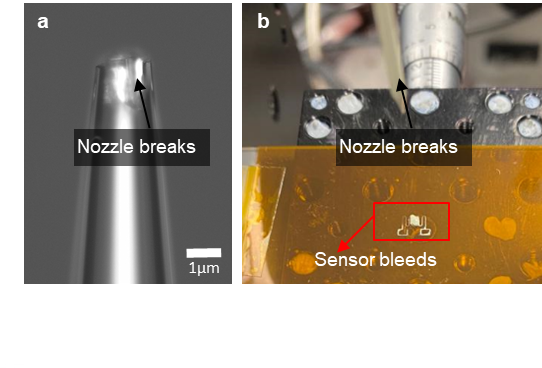 a
Nozzle breaks
1μm
b
Nozzle breaks
Sensor bleeds